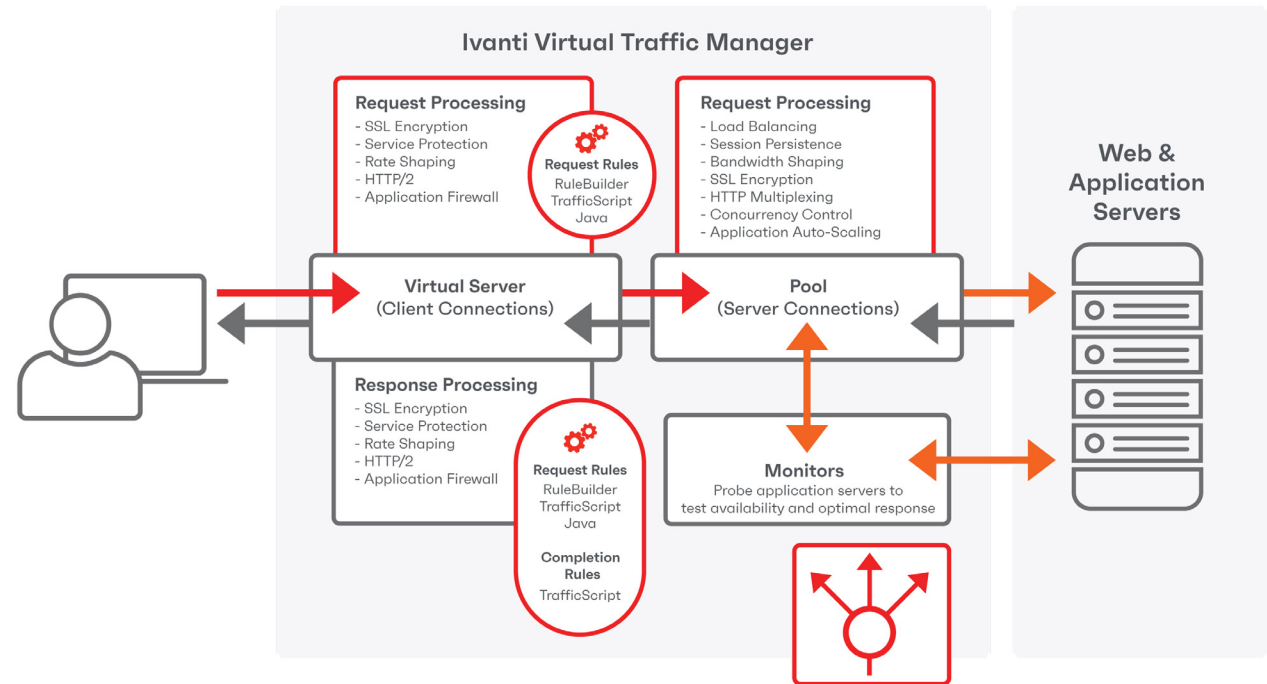 Ivanti Virtual Traffic Manager
Request Processing
- SSL Encryption
- Service Protection
- Rate Shaping
- HTTP/2
- Application Firewall
Request Rules
RuleBuilder
TrafficScript
Java
Request Processing
- Load Balancing
- Session Persistence
- Bandwidth Shaping
- SSL Encryption
- HTTP Multiplexing
- Concurrency Control
- Application Auto-Scaling
Web &
Application
Servers
Virtual Server
(Client Connections)
Pool
(Server Connections)
Response Processing
- SSL Encryption
- Service Protection
- Rate Shaping
- HTTP/2
- Application Firewall
Request Rules
RuleBuilder
TrafficScript
Java
Completion
Rules
TrafficScript
Monitors
Probe application servers to
test availability and optimal response